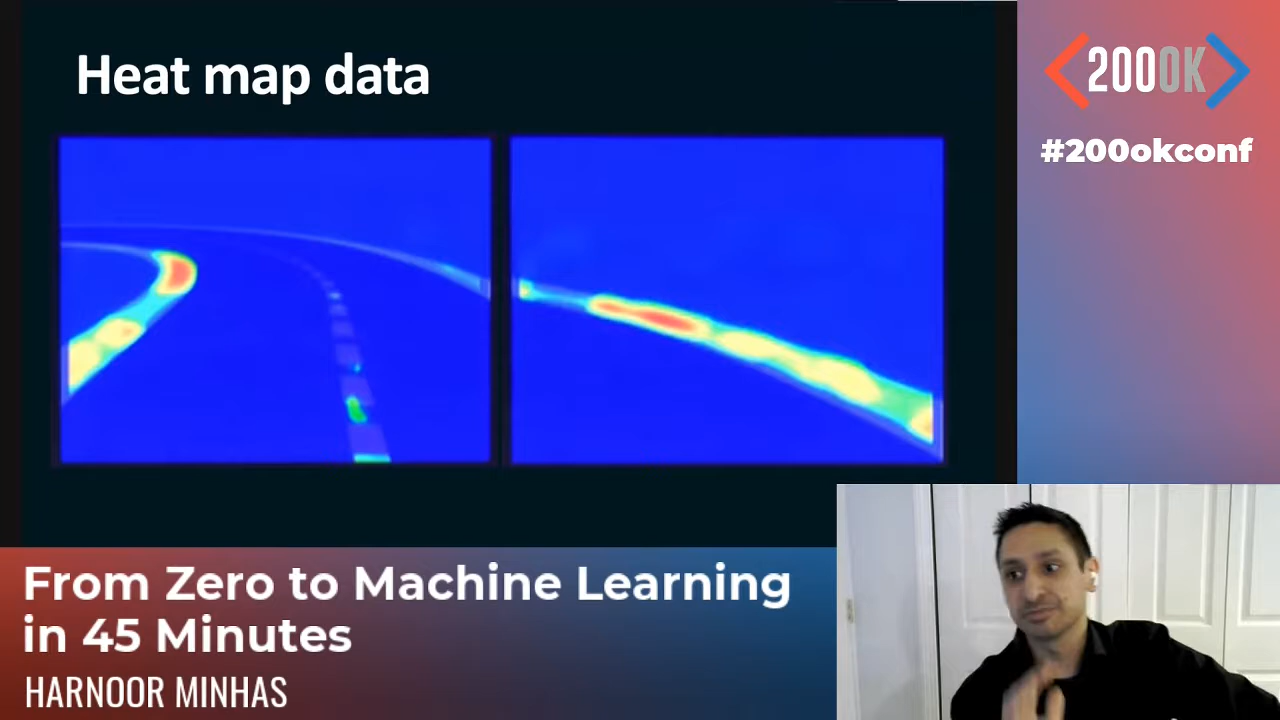 Heat map data
200OK
#200okconf
From Zero to Machine Learning
in 45 Minutes
HARNOOR MINHAS